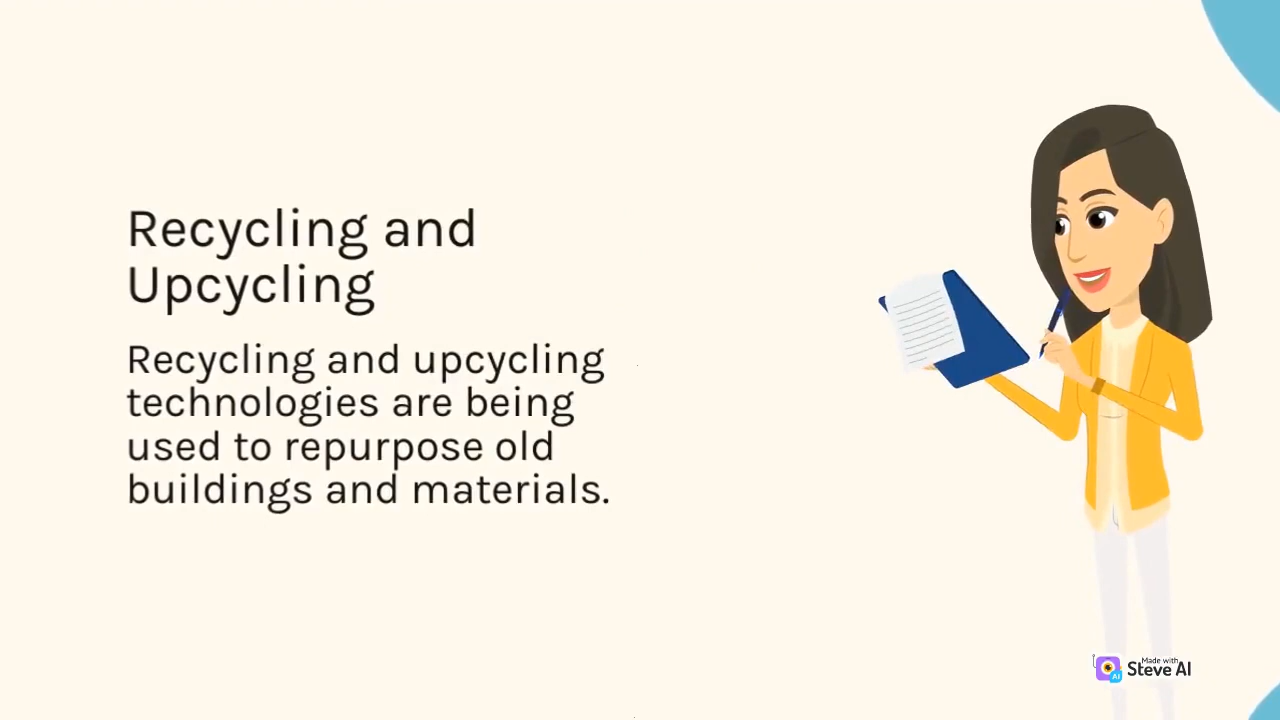 Recycling and
Upcycling
Recycling and upcycling
technologies are being
used to repurpose old
buildings and materials.
Made with
Steve AI
AI